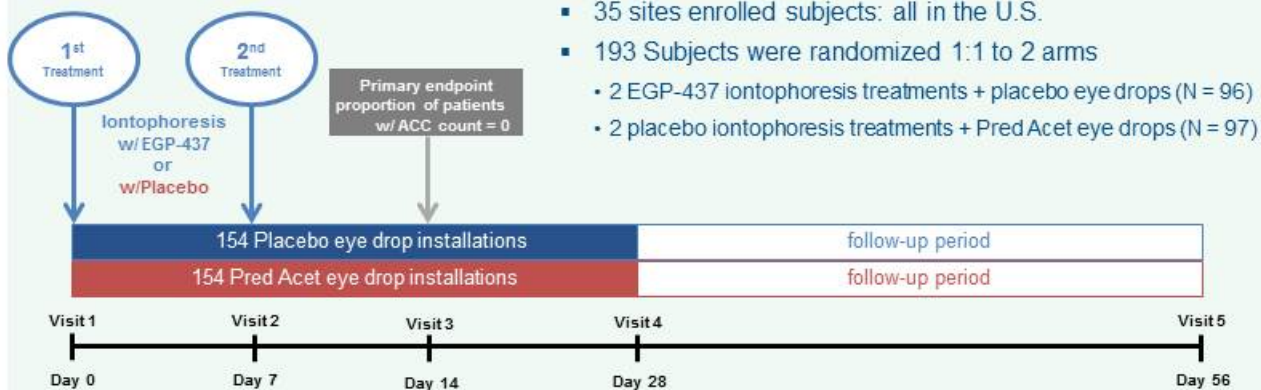 1st
Treatment
2nd
Treatment
Iontophoresis
w/EGP-437
or
w/Placebo
Primary endpoint
proportion of patients
w/ ACC count = 0
▪ 35 sites enrolled subjects: all in the U.S.
▪ 193 Subjects were randomized 1:1 to 2 arms
• 2 EGP-437 iontophoresis treatments + placebo eye drops (N = 96)
• 2 placebo iontophoresis treatments + Pred Acet eye drops (N = 97)
154 Placebo eye drop installations
follow-up period
154 Pred Acet eye drop installations
follow-up period
Visit 1
Visit 2
Visit 3
Visit 4
Visit 5
Day 0
Day 7
Day 14
Day 28
Day 56